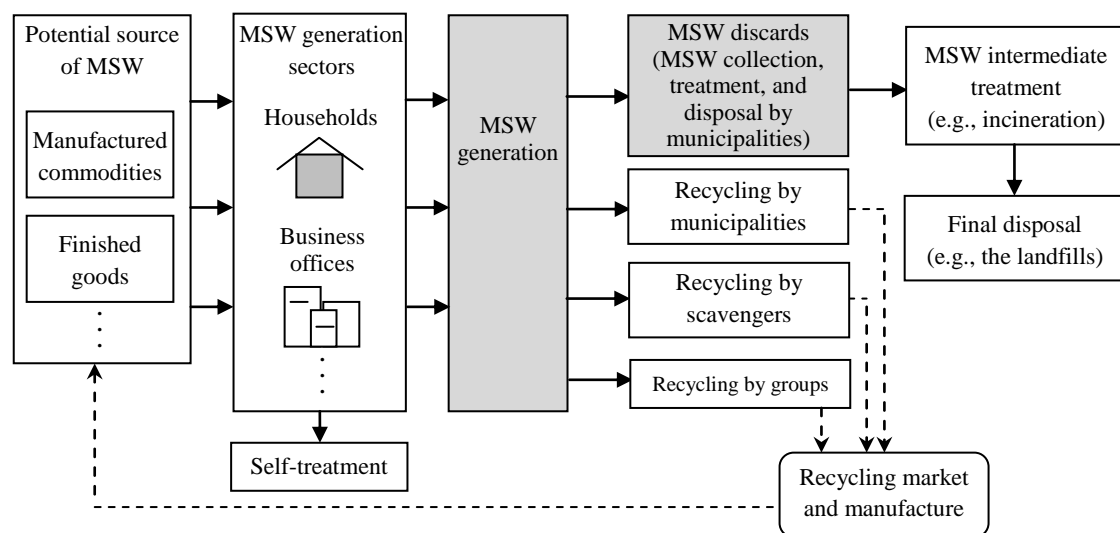 Potential source
of MSW
Manufactured
commodities
Finished
goods
MSW generation
sectors
Households
Business
offices
Self-treatment
MSW
generation
MSW discards
(MSW collection,
treatment, and
disposal by
municipalities)
Recycling by
municipalities
Recycling by
scavengers
Recycling by groups
MSW intermediate
treatment
(e.g., incineration)
Final disposal
(e.g., the landfills)
Recycling market
and manufacture